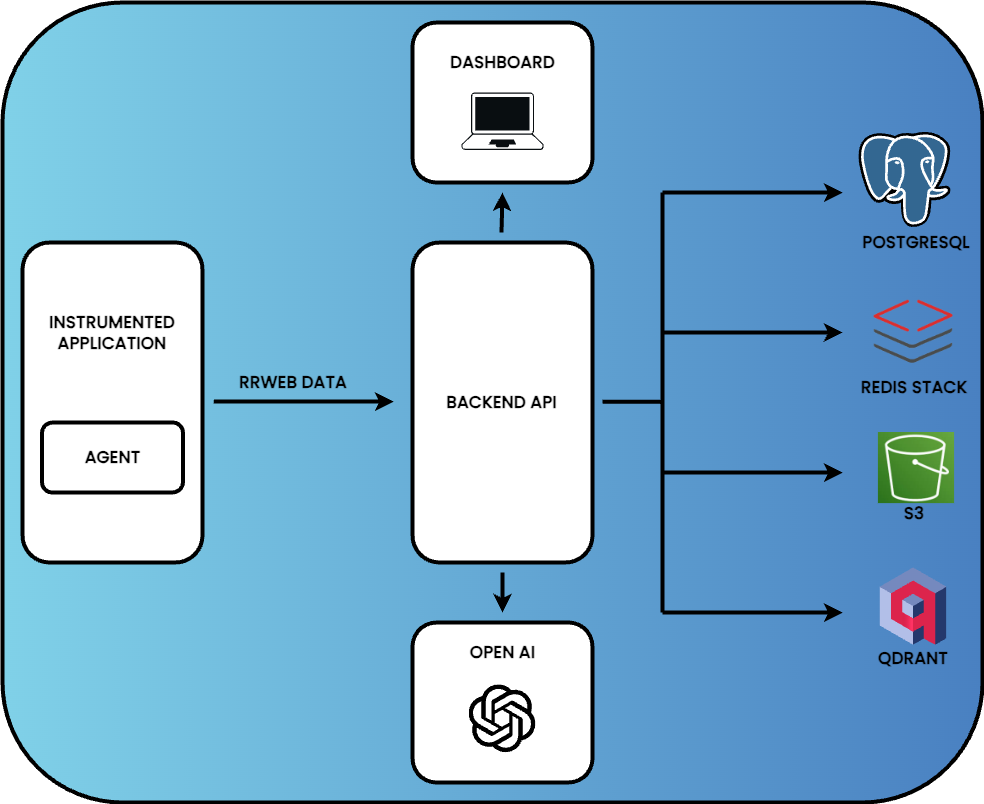 DASHBOARD
POSTGRESQL
INSTRUMENTED
APPLICATION
RRWEB DATA
REDIS STACK
BACKEND API
AGENT
S3
OPEN AI
QDRANT